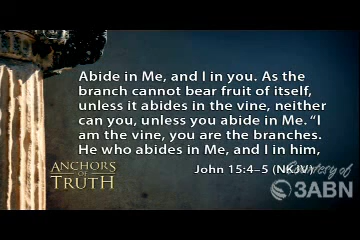 Abide in Me, and I in you. As the
branch cannot bear fruit of itself,
unless it abides in the vine, neither
can you, unless you abide in Me. “I
am the vine, you are the branches.
He who abides in Me, and I in him,
John 15:4–5 (NKJV)
ANCHORS
OF
TRUTH
Courtesy of
3ABN